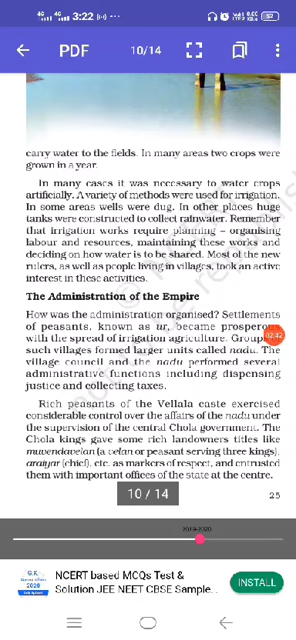 3:22
PDF
10/14
carry water to the fields. In many areas two crops were
grown in a year.
In many cases it was necessary to water crops
artificially. A variety of methods were used for irrigation.
In some areas wells were dug. In other places huge
tanks were constructed to collect rainwater. Remember
that irrigation works require planning – organising
labour and resources, maintaining these works and
deciding on how water is to be shared. Most of the new
rulers, as well as people living in villages, took an active
interest in these activities.
The Administration of the Empire
How was the administration organised? Settlements
of peasants, known as ur, became prosperous
with the spread of irrigation agriculture. Groups of
such villages formed larger units called nadu. The
village council and the nadu performed several
administrative functions including dispensing
justice and collecting taxes.
02:42
Rich peasants of the Vellala caste exercised
considerable control over the affairs of the nadu under
the supervision of the central Chola government. The
Chola kings gave some rich landowners titles like
muvendavelan (a velan or peasant serving three kings),
araiyar (chief), etc. as markers of respect, and entrusted
them with important offices of the state at the centre.
10/14
25
2019-2020
NCERT based MCQs Test &
Solution JEE NEET CBSE Sample...
INSTALL